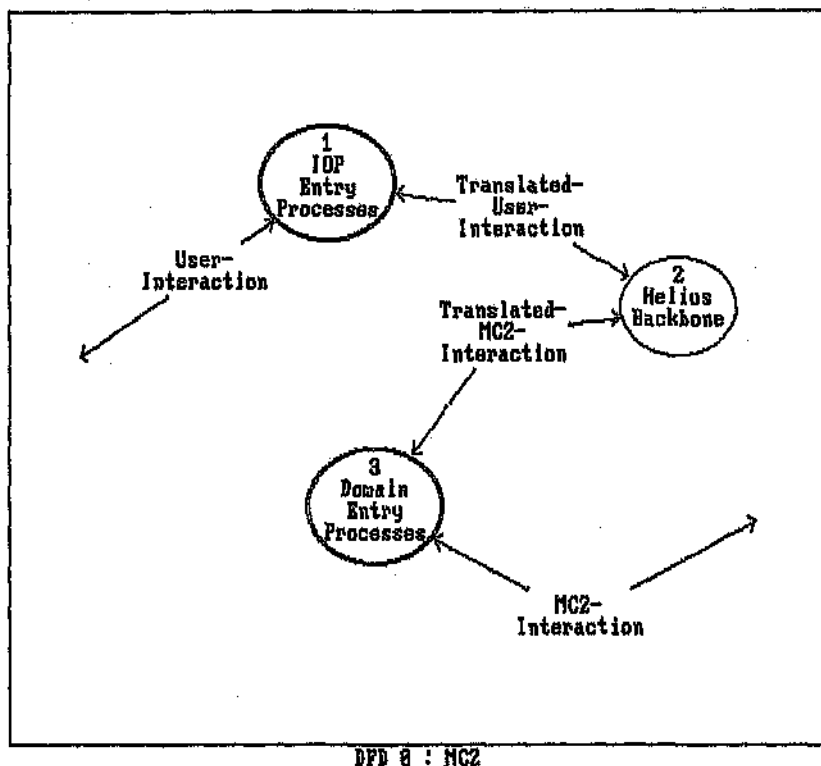 1
IOP
Entry
Processes
Translated-
User-
Interaction
User-
Interaction
2
Helios
Backbone
Translated-
MC2-
Interaction
3
Domain
Entry
Processes
MC2-
Interaction
DFD 0 : MC2